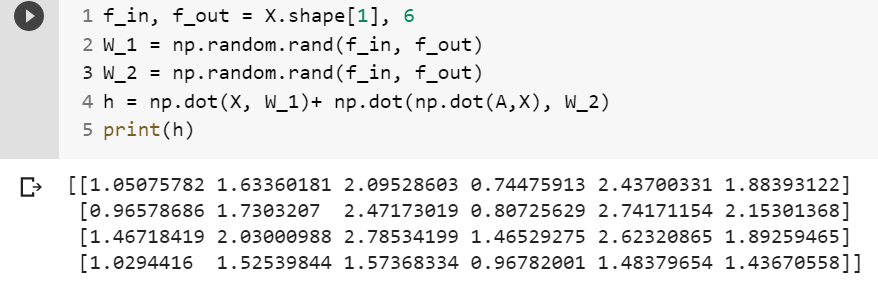 1 f_in, f_out = X.shape[1], 6
2 W_1 = np.random.rand(f_in, f_out)
3 W_2 = np.random.rand(f_in, f_out)
4 h = np.dot(X, W_1)+ np.dot(np.dot(A,X), W_2)
5 print(h)
[[1.05075782 1.63360181 2.09528603 0.74475913 2.43700331 1.88393122]
[0.96578686 1.7303207  2.47173019 0.80725629 2.74171154 2.15301368]
[1.46718419 2.03000988 2.78534199 1.46529275 2.62320865 1.89259465]
[1.0294416  1.52539844 1.57368334 0.96782001 1.48379654 1.43670558]]